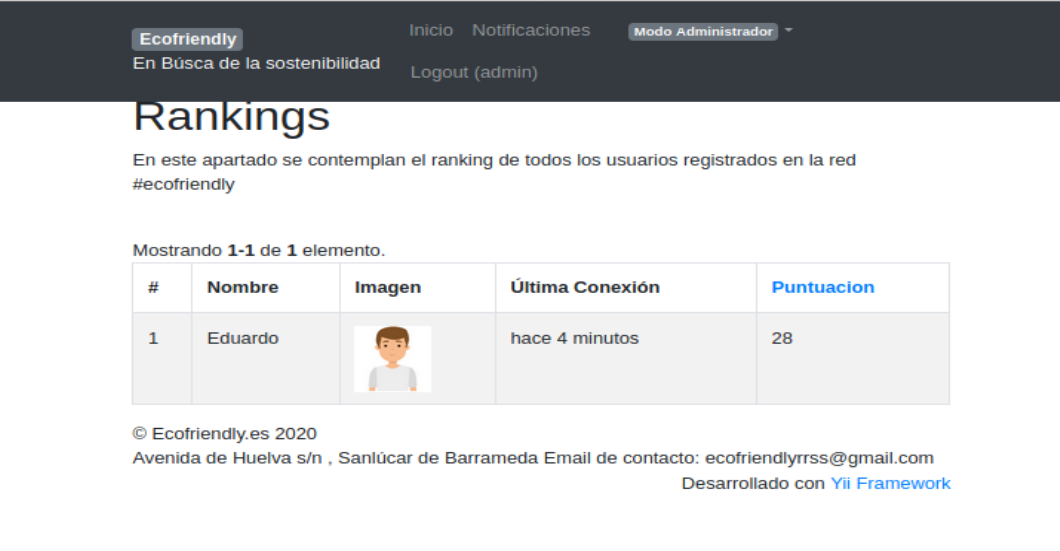 Ecofriendly
En Búsca de la sostenibilidad
Inicio Notificaciones Modo Administrador
Logout (admin)
Rankings
En este apartado se contemplan el ranking de todos los usuarios registrados en la red
#ecofriendly
Mostrando 1-1 de 1 elemento.
# Nombre Imagen Última Conexión Puntuacion
1 Eduardo hace 4 minutos 28
© Ecofriendly.es 2020
Avenida de Huelva s/n , Sanlúcar de Barrameda Email de contacto: ecofriendlyrrss@gmail.com
Desarrollado con Yii Framework